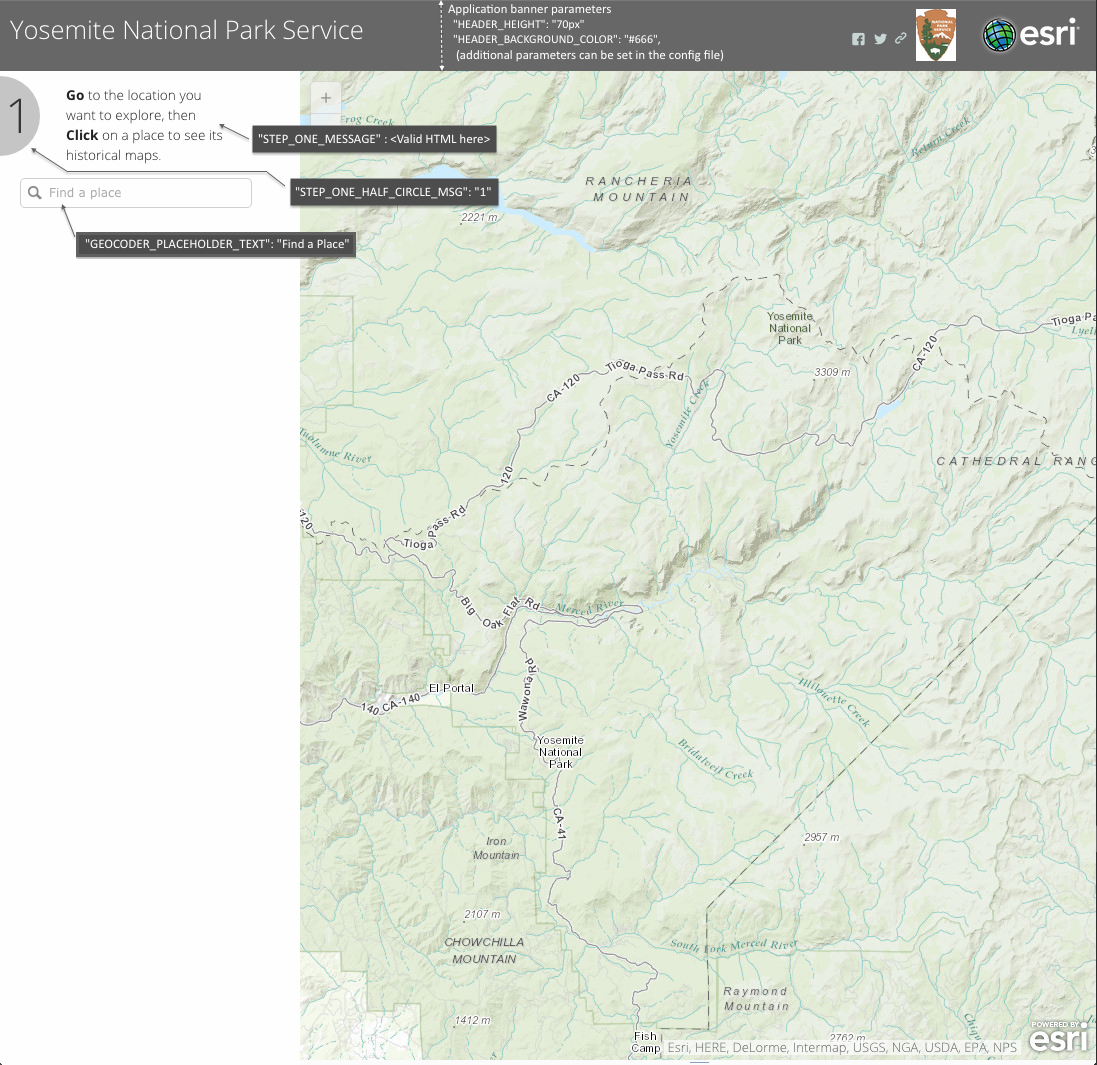 Yosemite National Park Service
Application banner parameters
"HEADER_HEIGHT": "70px"
"HEADER_BACKGROUND_COLOR": "#666",
(additional parameters can be set in the config file)
NATIONAL
PARK
SERVICE
esri
1
Go to the location you
want to explore, then
Click on a place to see its
historical maps.
"STEP_ONE_MESSAGE" : <Valid HTML here>
"STEP_ONE_HALF_CIRCLE_MSG": "1"
Find a place
"GEOCODER_PLACEHOLDER_TEXT": "Find a Place"
+
Frog Creek
Return Creek
RANCHERIA
MOUNTAIN
2221 m
Yosemite
National
Park
Tioga Pa
Lyell
CA-120
3309 m
Tioga Pass Rd
CA-120
Yosemite Creek
Tuolumne River
CATHEDRAL RANG
120
120
Tioga Pass Rd
Big Oak Flat Rd
Merced River
El Portal
140 CA-140
Wawona Rd
Illilouette Creek
Yosemite
National
Park
Bridalveil Creek
CA-41
Iron
Mountain
2957 m
2107 m
CHOWCHILLA
MOUNTAIN
South Fork Merced River
Raymond
Mountain
1412 m
Chiqu
2762 m
Fish
Camp
Esri, HERE, DeLorme, Intermap, USGS, NGA, USDA, EPA, NPS
POWERED BY
esri